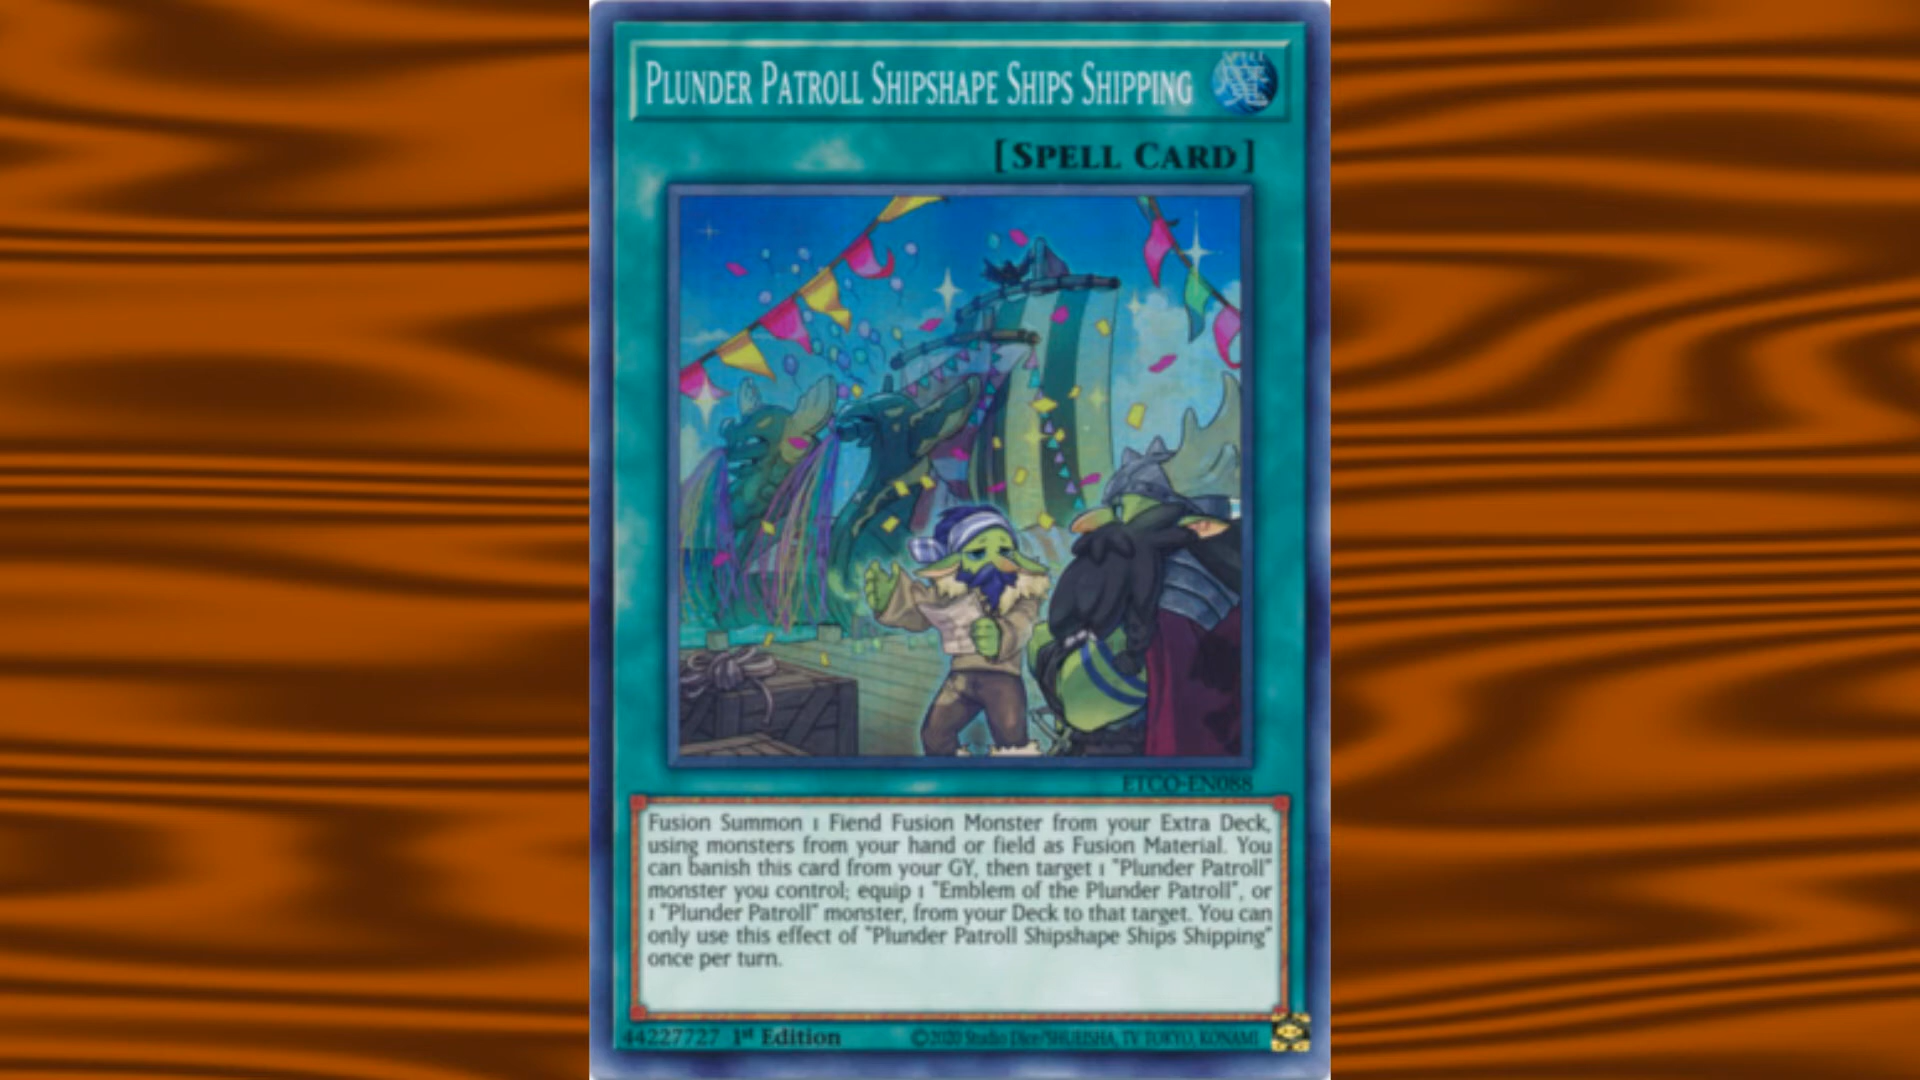 PLUNDER PATROLL SHIPSHAPE SHIPS SHIPPING
SPELL
魔
[SPELL CARD]
ETCO-EN088
Fusion Summon 1 Fiend Fusion Monster from your Extra Deck,
using monsters from your hand or field as Fusion Material. You
can banish this card from your GY, then target 1 "Plunder Patroll"
monster you control; equip 1 "Emblem of the Plunder Patroll", or
1 "Plunder Patroll" monster, from your Deck to that target. You can
only use this effect of "Plunder Patroll Shipshape Ships Shipping"
once per turn.
44227727 1st Edition ©2020 Studio Dice/SHUEISHA, TV TOKYO, KONAMI